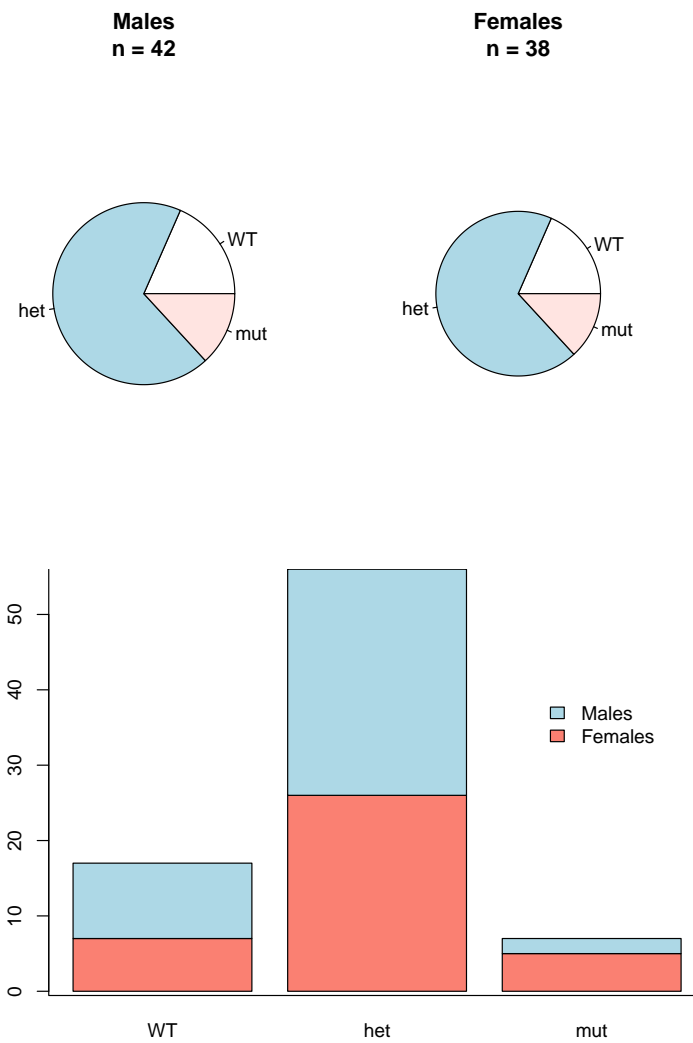 Males
n = 42
Females
n = 38
WT
het
mut
WT
het
mut
50
40
30
20
10
0
Males
Females
WT
het
mut